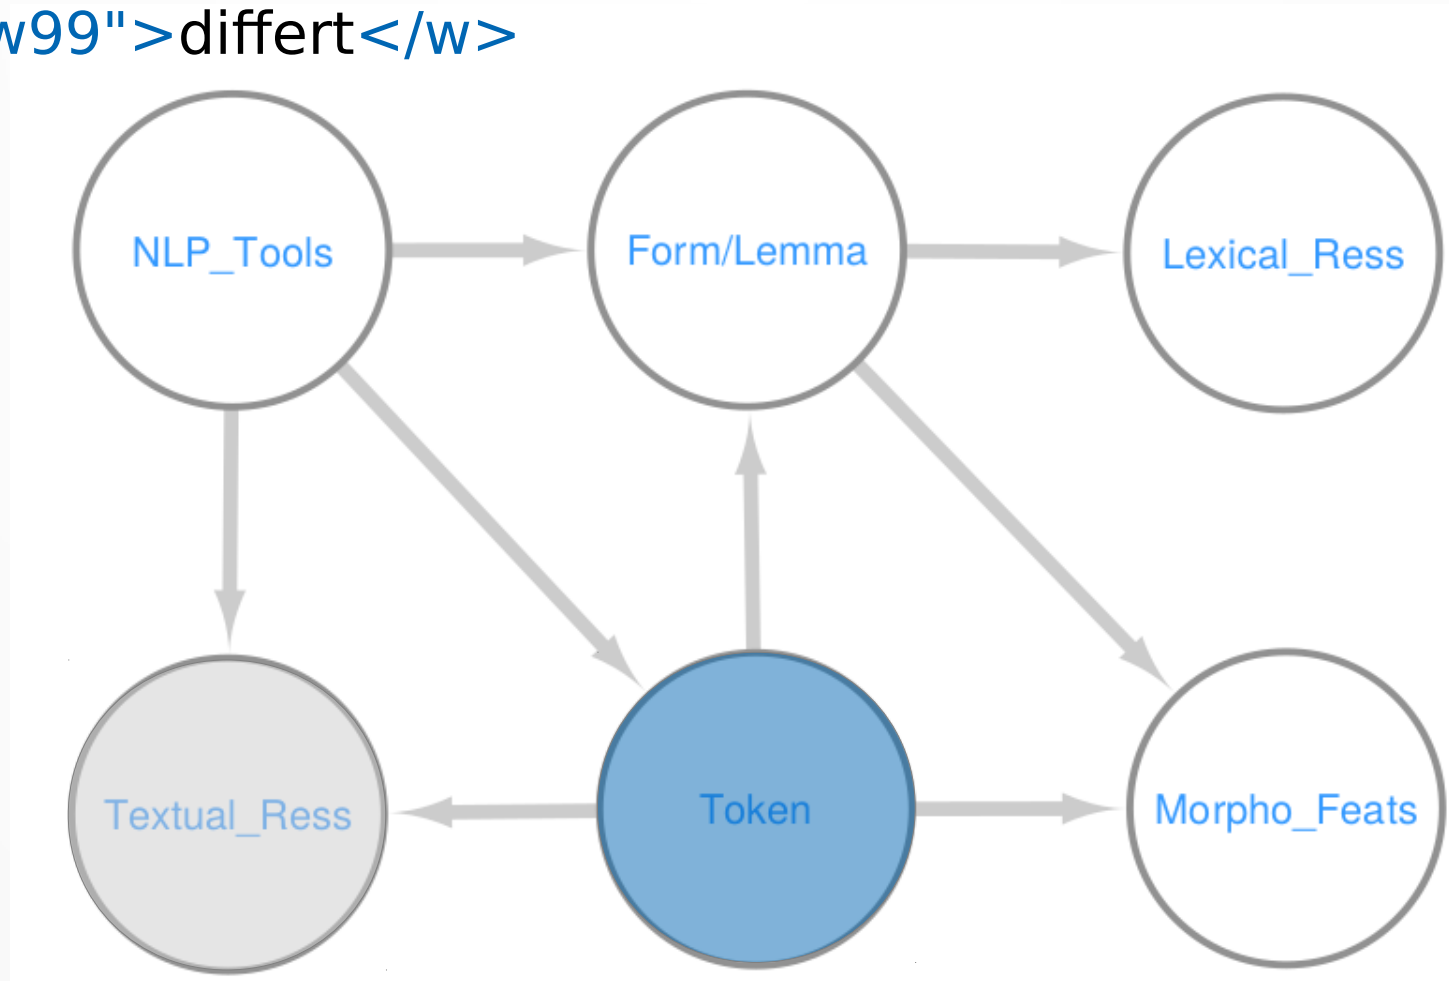 w99">differt</w>
NLP_Tools
Form/Lemma
Lexical_Ress
Textual_Ress
Token
Morpho_Feats